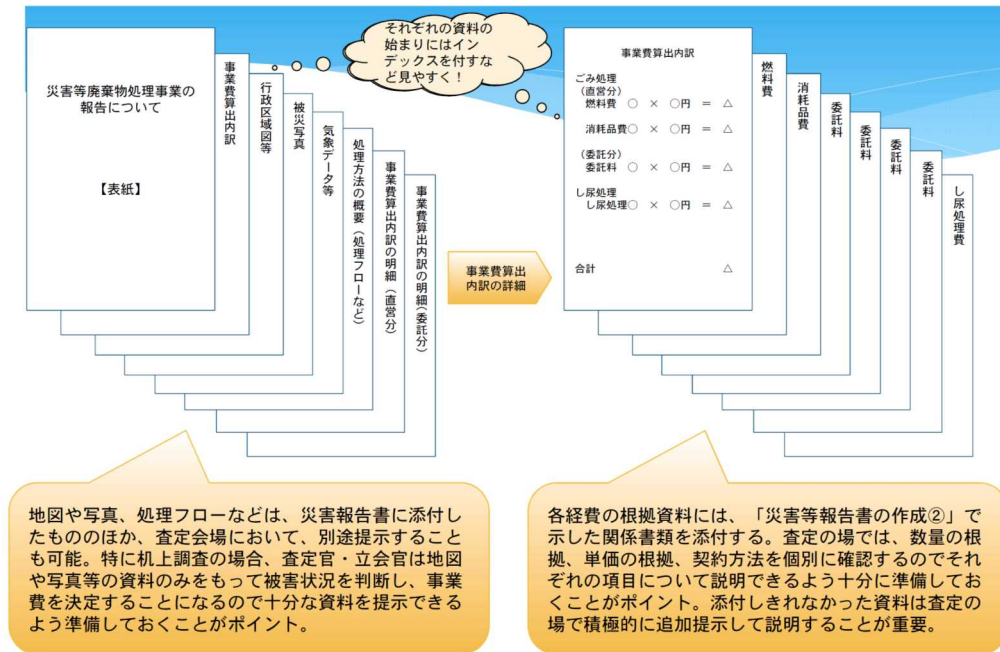 それぞれの資料の
始まりにはイン
デックスを付すな
ど見やすく！
災害等廃棄物処理事業の
報告について
【表紙】
事業費算出内訳
行政区域図等
被災写真
気象データ等
処理方法の概要（処理フローなど）
事業費算出内訳の明細（直営分）
事業費算出内訳の明細（委託分）
事業費算出
内訳の詳細
事業費算出内訳
ごみ処理
（直営分）
燃料費 ○ × ○円 ＝ △
消耗品費○ × ○円 ＝ △
（委託分）
委託料 ○ × ○円 ＝ △
し尿処理
し尿処理○ × ○円 ＝ △
合計 △
燃料費
消耗品費
委託料
委託料
委託料
委託料
し尿処理費
地図や写真、処理フローなどは、災害報告書に添付し
たもののほか、査定会場において、別途提示すること
も可能。特に机上調査の場合、査定官・立会官は地図
や写真等の資料のみをもって被害状況を判断し、事業
費を決定することになるので十分な資料を提示できる
よう準備しておくことがポイント。
各経費の根拠資料には、「災害等報告書の作成②」で
示した関係書類を添付する。査定の場では、数量の根
拠、単価の根拠、契約方法を個別に確認するのでそ
れぞれの項目について説明できるよう十分に準備してお
くことがポイント。添付しきれなかった資料は査定の
場で積極的に追加提示して説明することが重要。